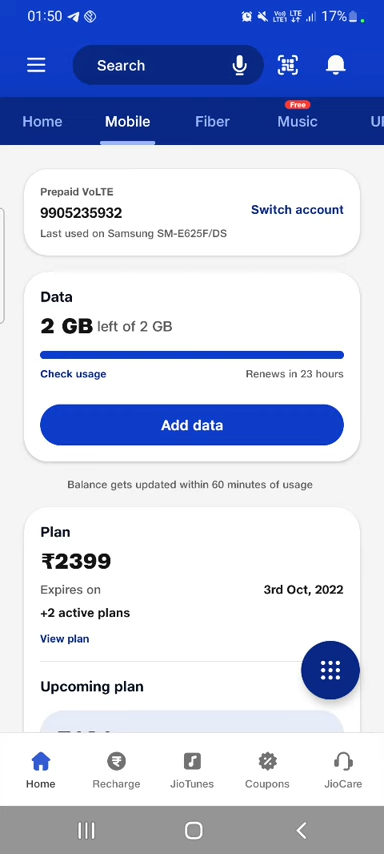 01:50 Vo) LTE LTE1 17%
Search
Home Mobile Fiber Music
Free
Prepaid VoLTE
9905235932 Switch account
Last used on Samsung SM-E625F/DS
Data
2 GB left of 2 GB
Check usage Renews in 23 hours
Add data
Balance gets updated within 60 minutes of usage
Plan
₹2399
Expires on 3rd Oct, 2022
+2 active plans
View plan
Upcoming plan
Home Recharge JioTunes Coupons JioCare